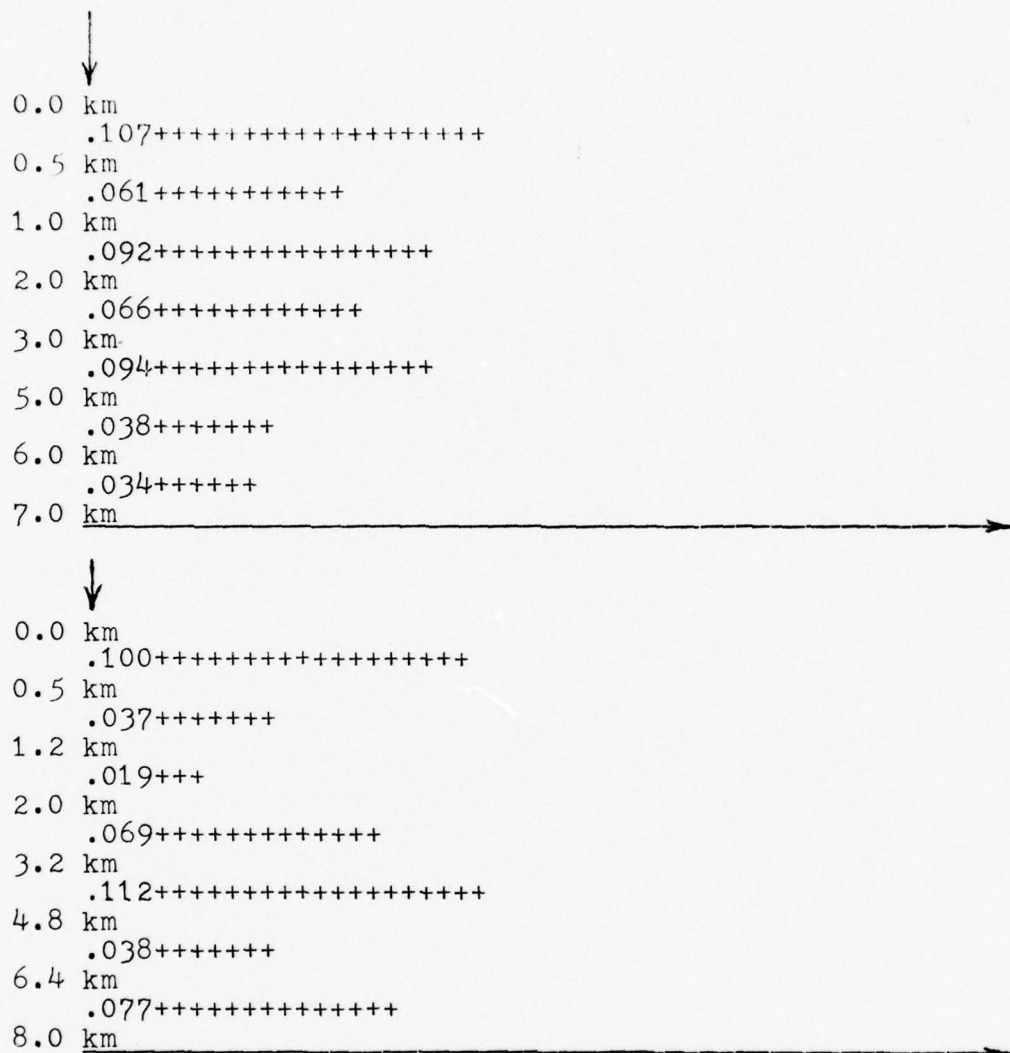 0.0 km
.107+++++++++++++++++++
0.5 km
.061+++++++++++
1.0 km
.092++++++++++++++++
2.0 km
.066++++++++++++
3.0 km
.094++++++++++++++++
5.0 km
.038+++++++
6.0 km
.034++++++
7.0 km
0.0 km
.100++++++++++++++++++
0.5 km
.037+++++++
1.2 km
.019+++
2.0 km
.069+++++++++++++
3.2 km
.112+++++++++++++++++++
4.8 km
.038+++++++
6.4 km
.077++++++++++++++
8.0 km